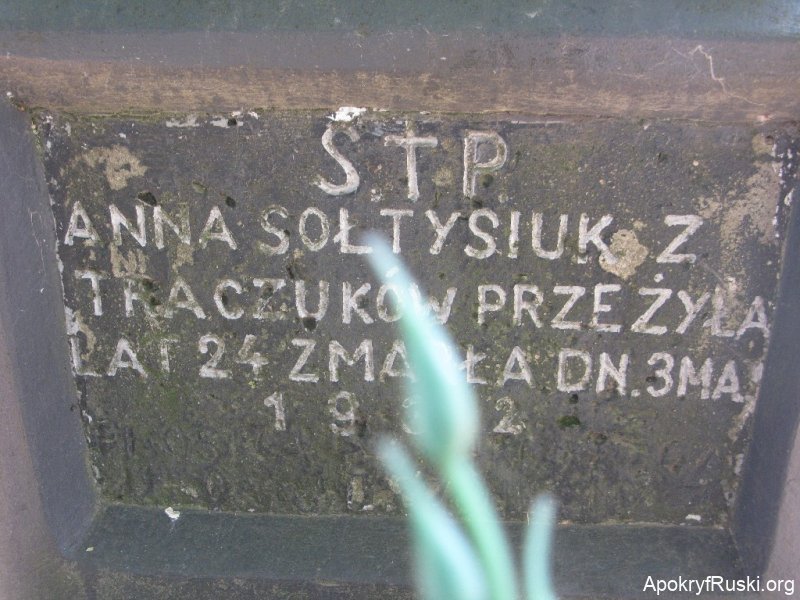 S.T.P.
ANNA SOŁTYSIUK Z
TRACZUKÓW PRZEŻYŁA
LAT 24 ZMARŁA DN. 3 MAJ
ApokryfRuski.org